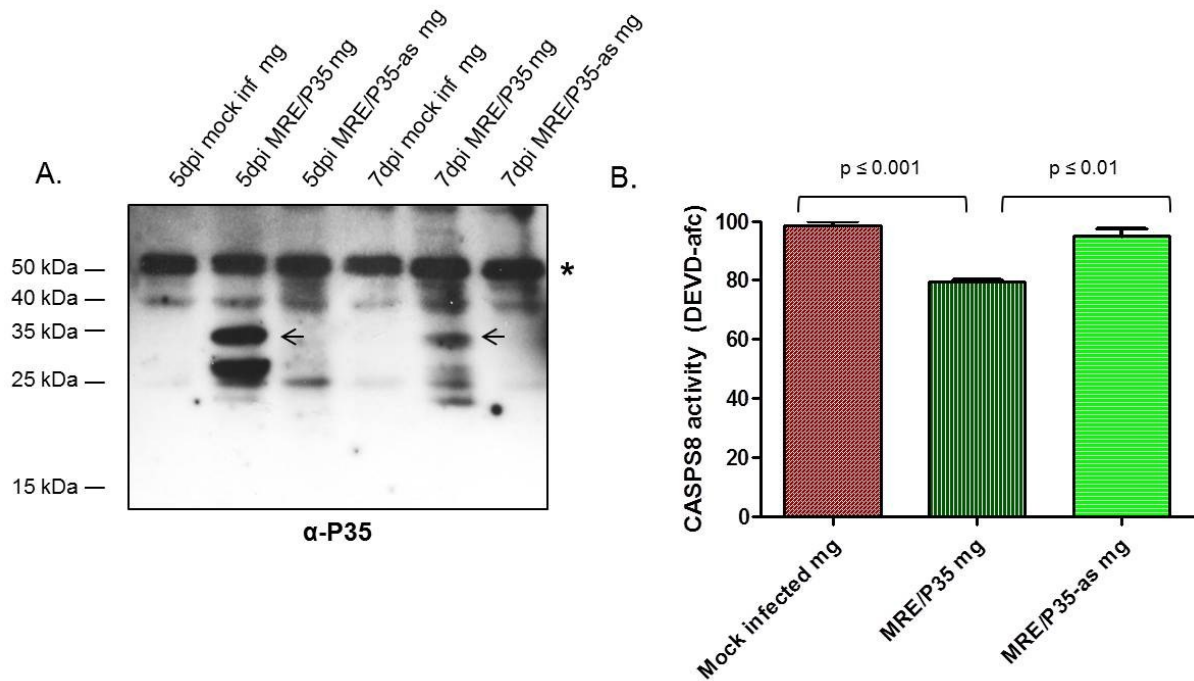 A.
5dpi mock inf mg
5dpi MRE/P35 mg
5dpi MRE/P35-as mg
7dpi mock inf mg
7dpi MRE/P35 mg
7dpi MRE/P35-as mg
50 kDa
40 kDa
35 kDa
25 kDa
15 kDa
*
α-P35
B.
p ≤ 0.001
p ≤ 0.01
CASPS8 activity (DEVD-afc)
100
80
60
40
20
0
Mock infected mg
MRE/P35 mg
MRE/P35-as mg